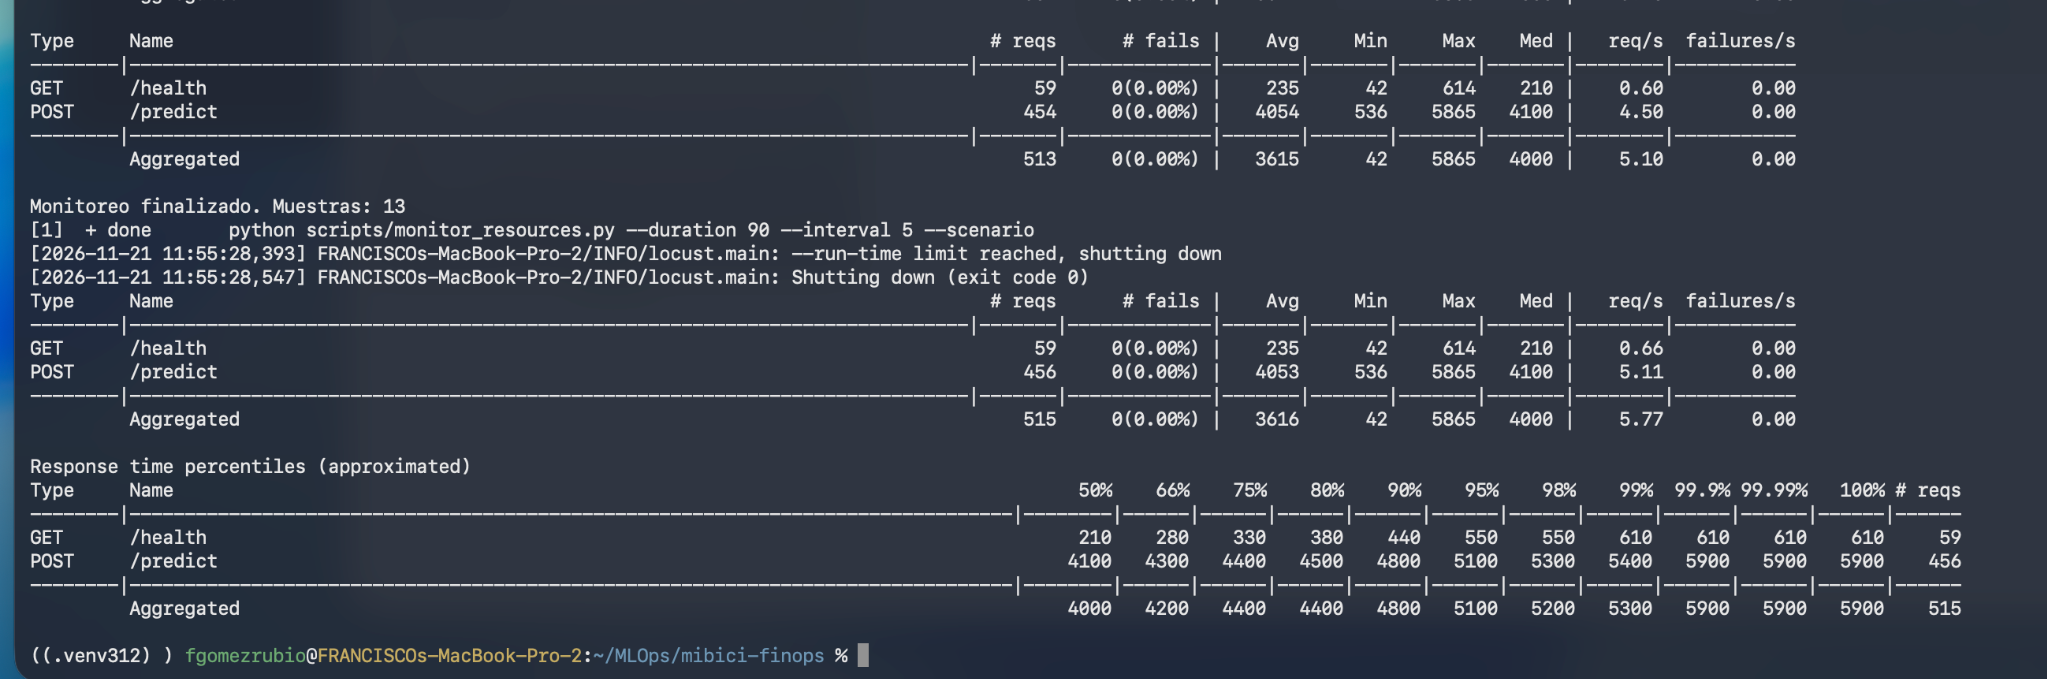 Aggregated
Type     Name                                                                          # reqs      # fails |    Avg     Min     Max    Med |   req/s  failures/s
--------|----------------------------------------------------------------------------|-------|-------------|-------|-------|-------|-------|--------|-----------
GET      /health                                                                           59     0(0.00%) |    235      42     614    210 |    0.60        0.00
POST     /predict                                                                         454     0(0.00%) |   4054     536    5865   4100 |    4.50        0.00
--------|----------------------------------------------------------------------------|-------|-------------|-------|-------|-------|-------|--------|-----------
         Aggregated                                                                       513     0(0.00%) |   3615      42    5865   4000 |    5.10        0.00
Monitoreo finalizado. Muestras: 13
[1]  + done       python scripts/monitor_resources.py --duration 90 --interval 5 --scenario
[2026-11-21 11:55:28,393] FRANCISCOs-MacBook-Pro-2/INFO/locust.main: --run-time limit reached, shutting down
[2026-11-21 11:55:28,547] FRANCISCOs-MacBook-Pro-2/INFO/locust.main: Shutting down (exit code 0)
Type     Name                                                                          # reqs      # fails |    Avg     Min     Max    Med |   req/s  failures/s
--------|----------------------------------------------------------------------------|-------|-------------|-------|-------|-------|-------|--------|-----------
GET      /health                                                                           59     0(0.00%) |    235      42     614    210 |    0.66        0.00
POST     /predict                                                                         456     0(0.00%) |   4053     536    5865   4100 |    5.11        0.00
--------|----------------------------------------------------------------------------|-------|-------------|-------|-------|-------|-------|--------|-----------
         Aggregated                                                                       515     0(0.00%) |   3616      42    5865   4000 |    5.77        0.00
Response time percentiles (approximated)
Type     Name                                                                                  50%    66%    75%    80%    90%    95%    98%    99%  99.9% 99.99%   100% # reqs
--------|--------------------------------------------------------------------------------|--------|------|------|------|------|------|------|------|------|------|------|------
GET      /health                                                                               210    280    330    380    440    550    550    610    610    610    610     59
POST     /predict                                                                             4100   4300   4400   4500   4800   5100   5300   5400   5900   5900   5900    456
--------|--------------------------------------------------------------------------------|--------|------|------|------|------|------|------|------|------|------|------|------
         Aggregated                                                                           4000   4200   4400   4400   4800   5100   5200   5300   5900   5900   5900    515
((.venv312) ) fgomezrubio@FRANCISCOs-MacBook-Pro-2:~/MLOps/mibici-finops %